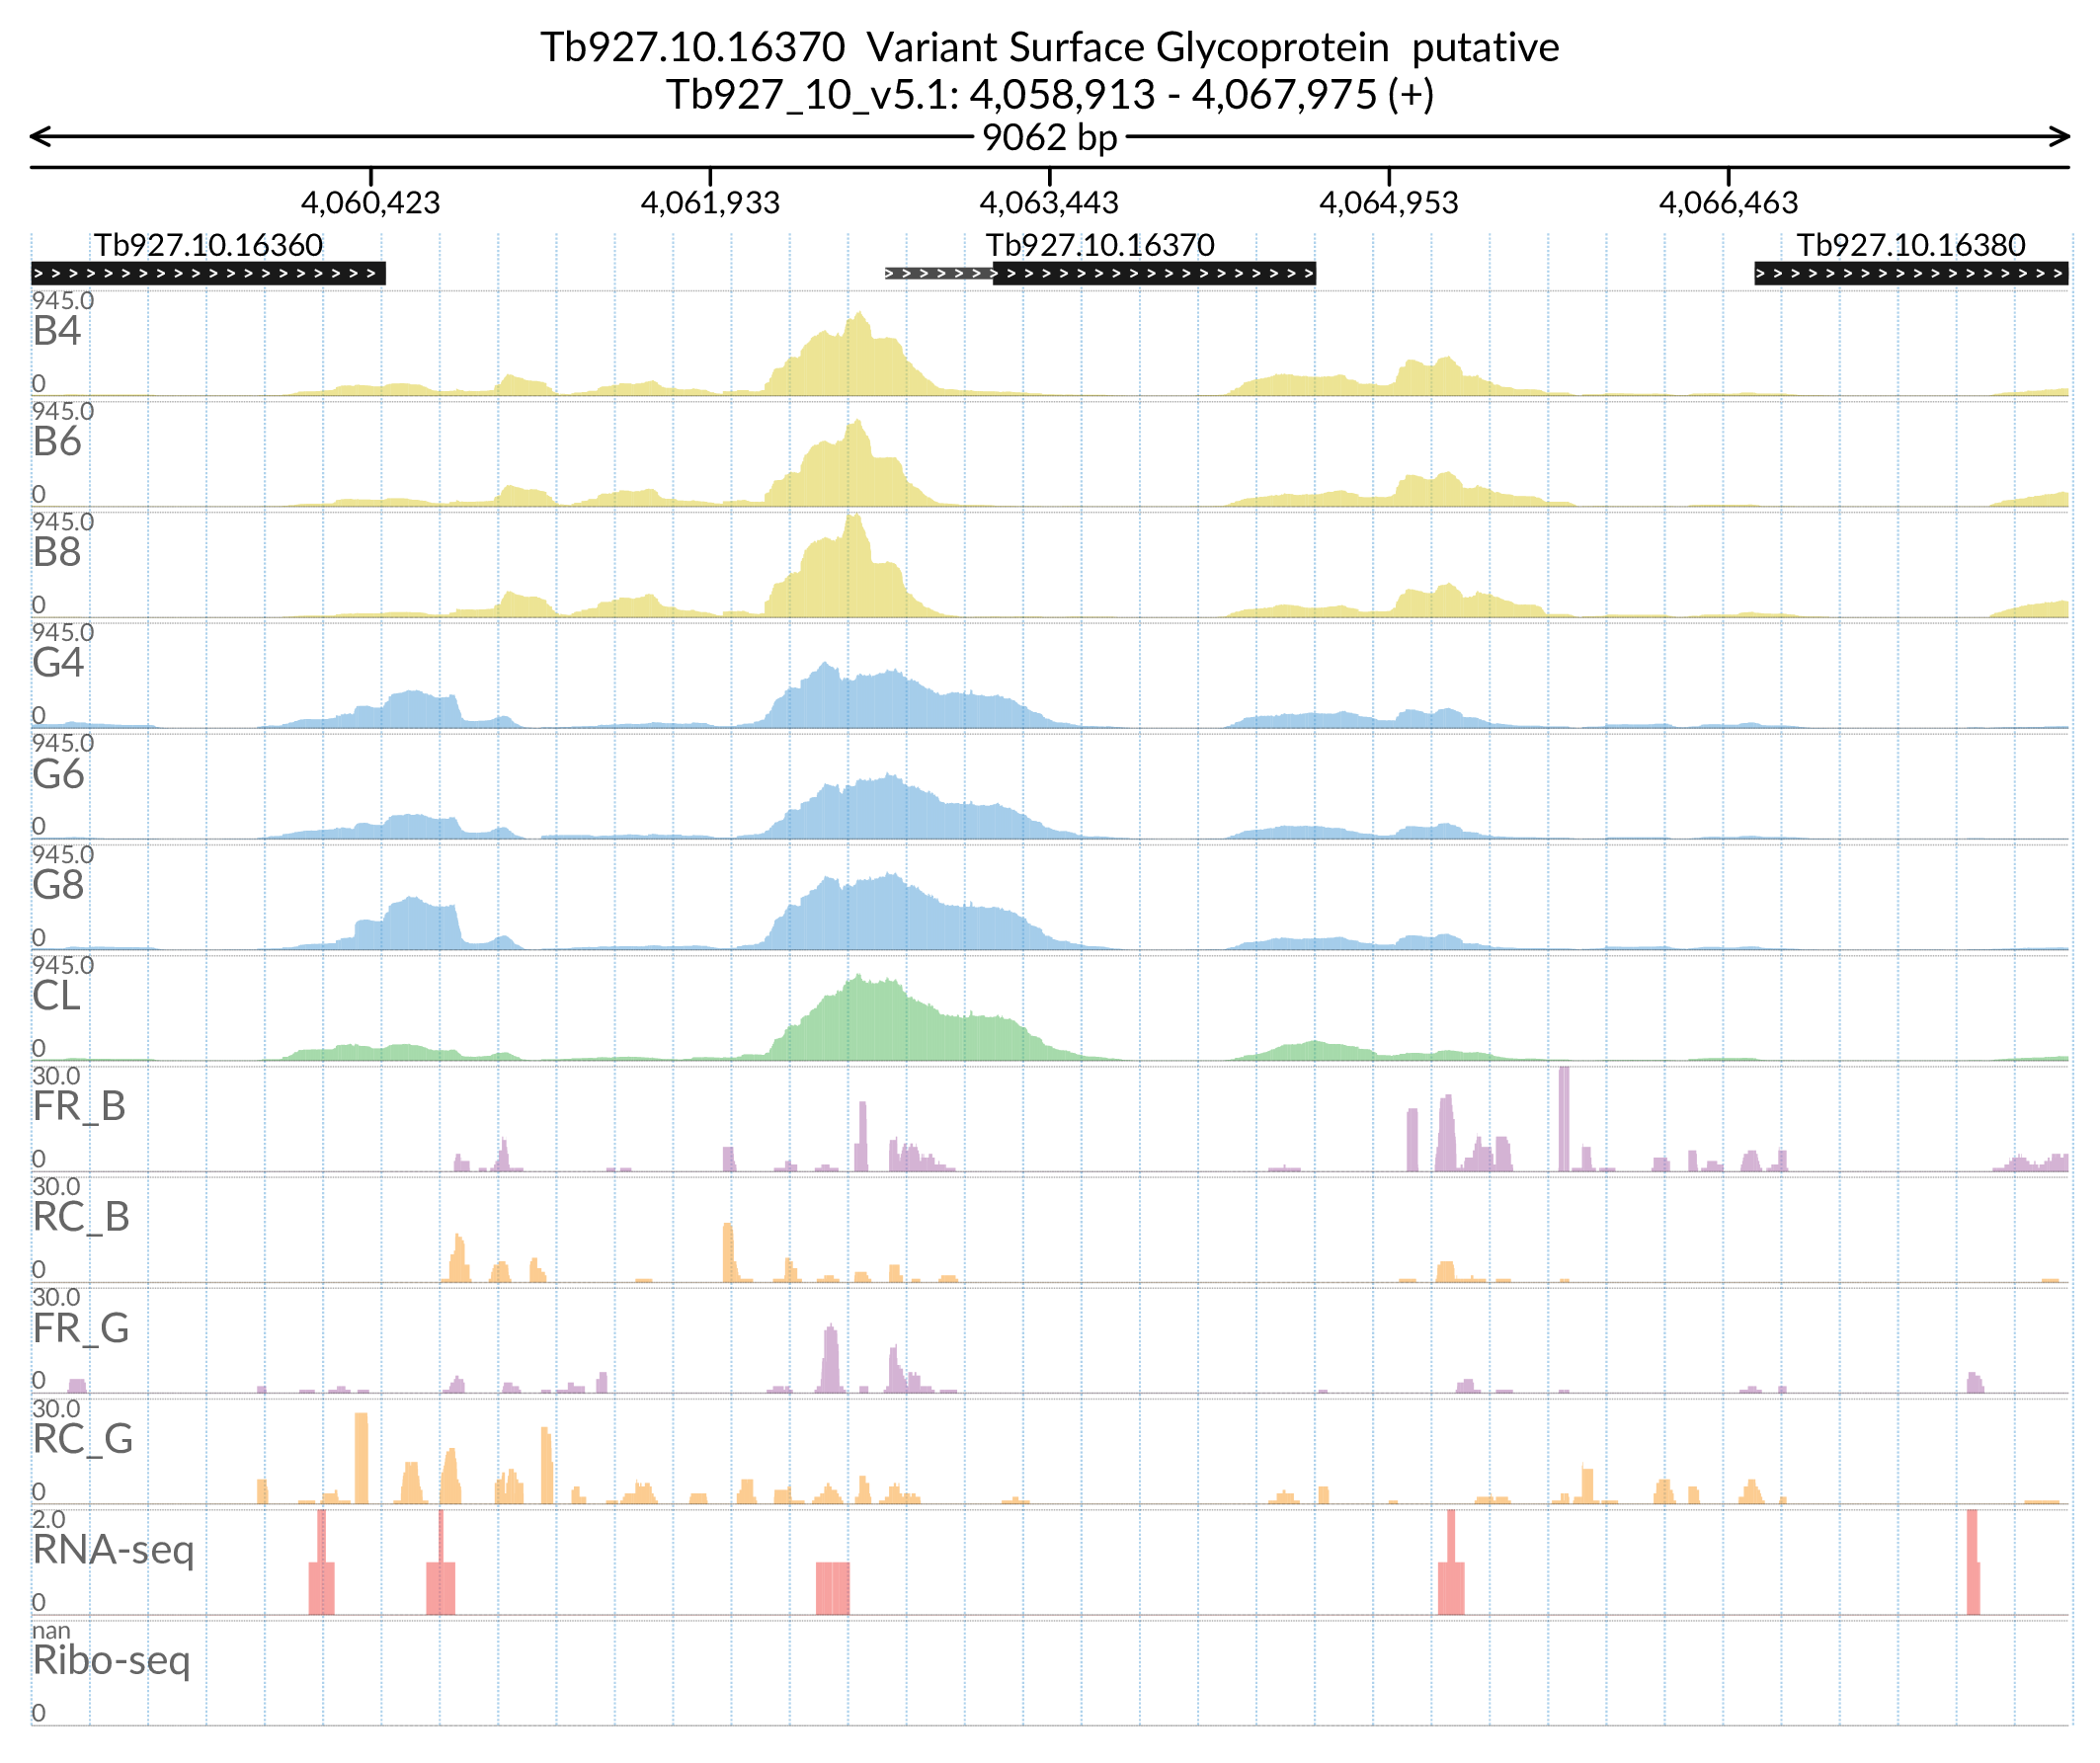 Tb927.10.16370  Variant Surface Glycoprotein  putative
Tb927_10_v5.1: 4,058,913 - 4,067,975 (+)
9062 bp
4,060,423 4,061,933 4,063,443 4,064,953 4,066,463
Tb927.10.16360 Tb927.10.16370 Tb927.10.16380
945.0
B4
0
945.0
B6
0
945.0
B8
0
945.0
G4
0
945.0
G6
0
945.0
G8
0
945.0
CL
0
30.0
FR_B
0
30.0
RC_B
0
30.0
FR_G
0
30.0
RC_G
0
2.0
RNA-seq
0
nan
Ribo-seq
0